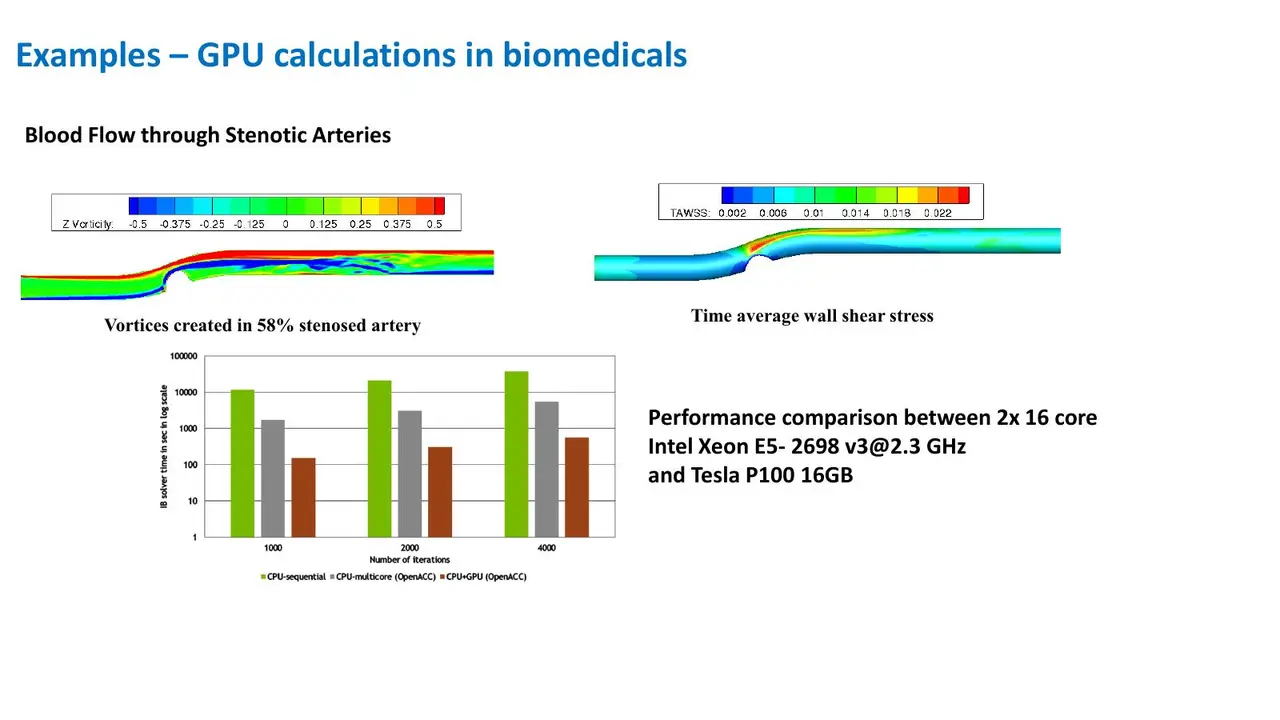 Examples – GPU calculations in biomedicals
Blood Flow through Stenotic Arteries
Z Vorticity: -0.5 -0.375 -0.25 -0.125 0 0.125 0.25 0.375 0.5
TAWSS: 0.002 0.006 0.01 0.014 0.018 0.022
Vortices created in 58% stenosed artery
Time average wall shear stress
IB solver time in sec in log scale
100000
10000
1000
100
10
1
1000 2000 4000
Number of iterations
CPU-sequential CPU-multicore (OpenACC) CPU+GPU (OpenACC)
Performance comparison between 2x 16 core
Intel Xeon E5- 2698 v3@2.3 GHz
and Tesla P100 16GB